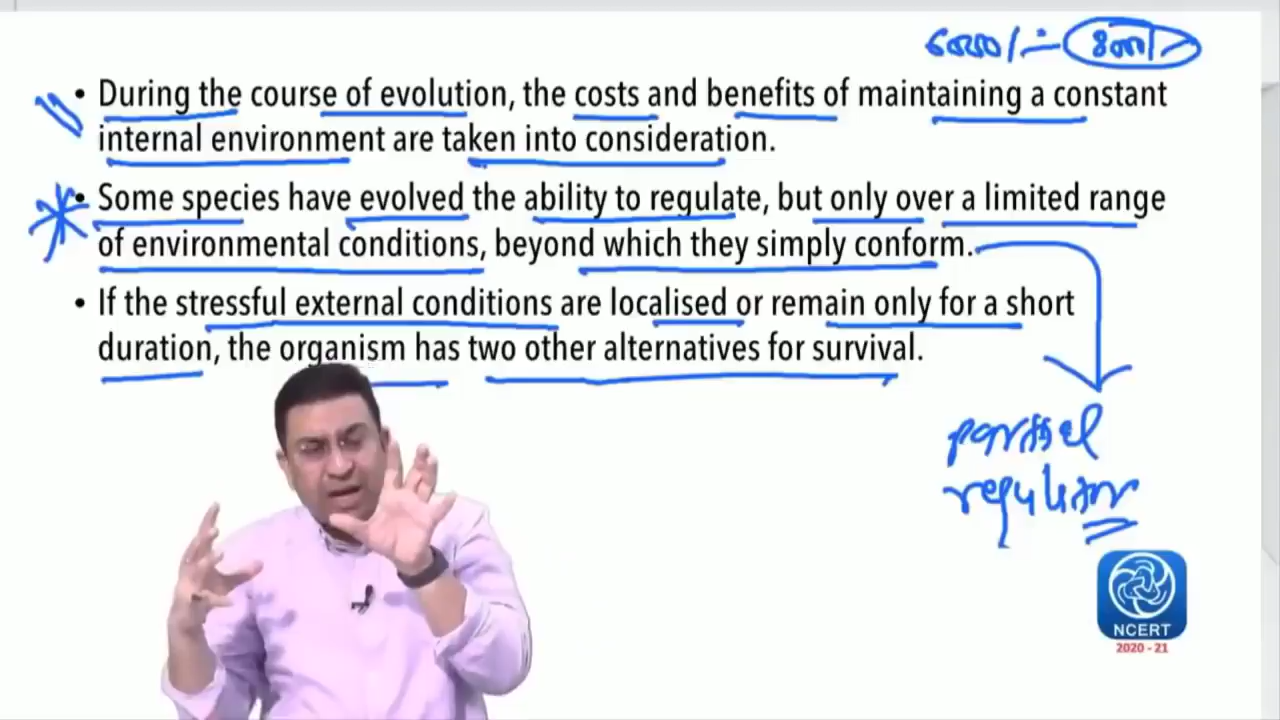 • During the course of evolution, the costs and benefits of maintaining a constant
internal environment are taken into consideration.
• Some species have evolved the ability to regulate, but only over a limited range
of environmental conditions, beyond which they simply conform.
• If the stressful external conditions are localised or remain only for a short
duration, the organism has two other alternatives for survival.
partial
regulator
NCERT
2020 - 21